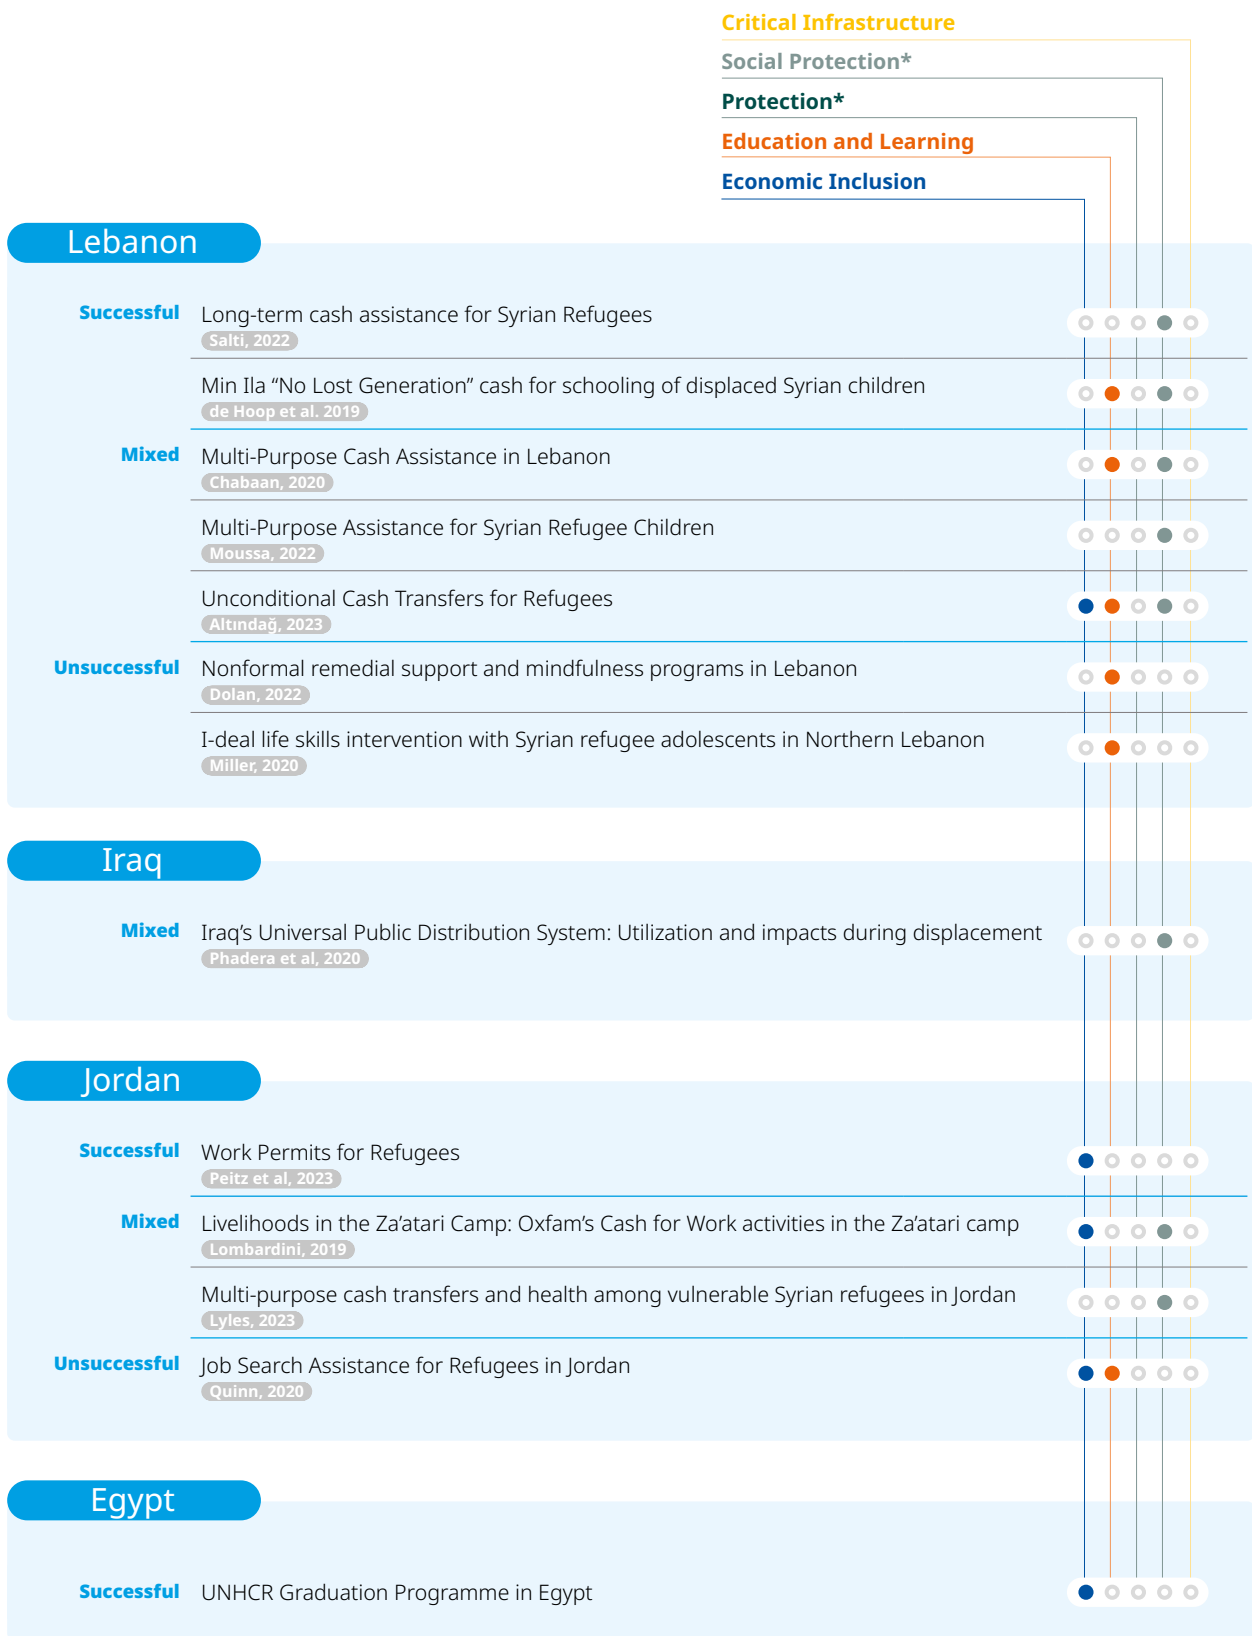 Critical Infrastructure
Social Protection*
Protection*
Education and Learning
Economic Inclusion
Lebanon
Successful Long-term cash assistance for Syrian Refugees
Salti, 2022
Min Ila “No Lost Generation” cash for schooling of displaced Syrian children
de Hoop et al. 2019
Mixed Multi-Purpose Cash Assistance in Lebanon
Chabaan, 2020
Multi-Purpose Assistance for Syrian Refugee Children
Moussa, 2022
Unconditional Cash Transfers for Refugees
Altındağ, 2023
Unsuccessful Nonformal remedial support and mindfulness programs in Lebanon
Dolan, 2022
I-deal life skills intervention with Syrian refugee adolescents in Northern Lebanon
Miller, 2020
Iraq
Mixed Iraq’s Universal Public Distribution System: Utilization and impacts during displacement
Phadera et al, 2020
Jordan
Successful Work Permits for Refugees
Peitz et al, 2023
Mixed Livelihoods in the Za’atari Camp: Oxfam’s Cash for Work activities in the Za’atari camp
Lombardini, 2019
Multi-purpose cash transfers and health among vulnerable Syrian refugees in Jordan
Lyles, 2023
Unsuccessful Job Search Assistance for Refugees in Jordan
Quinn, 2020
Egypt
Successful UNHCR Graduation Programme in Egypt